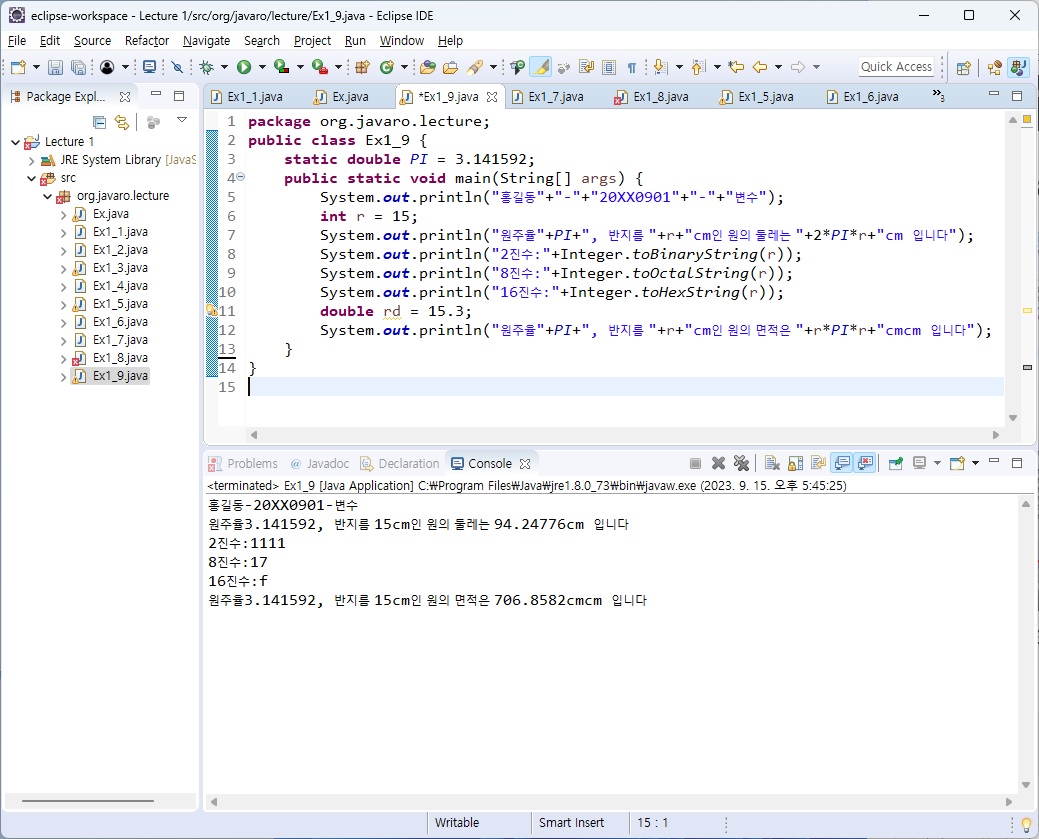 eclipse-workspace - Lecture 1/src/org/javaro/lecture/Ex1_9.java - Eclipse IDE
File Edit Source Refactor Navigate Search Project Run Window Help
Quick Access
Package Expl...
Ex1_1.java Ex.java *Ex1_9.java Ex1_7.java Ex1_8.java Ex1_5.java Ex1_6.java »3
Lecture 1
JRE System Library [JavaS
src
org.javaro.lecture
Ex.java
Ex1_1.java
Ex1_2.java
Ex1_3.java
Ex1_4.java
Ex1_5.java
Ex1_6.java
Ex1_7.java
Ex1_8.java
Ex1_9.java
1 package org.javaro.lecture;
2 public class Ex1_9 {
3 static double PI = 3.141592;
4 public static void main(String[] args) {
5 System.out.println("홍길동"+"-"+"20XX0901"+"-"+"변수");
6 int r = 15;
7 System.out.println("원주율"+PI+", 반지름 "+r+"cm인 원의 둘레는 "+2*PI*r+"cm 입니다");
8 System.out.println("2진수:"+Integer.toBinaryString(r));
9 System.out.println("8진수:"+Integer.toOctalString(r));
10 System.out.println("16진수:"+Integer.toHexString(r));
11 double rd = 15.3;
12 System.out.println("원주율"+PI+", 반지름 "+r+"cm인 원의 면적은 "+r*PI*r+"cmcm 입니다");
13 }
14 }
15
Problems @ Javadoc Declaration Console
<terminated> Ex1_9 [Java Application] C:₩Program Files₩Java₩jre1.8.0_73₩bin₩javaw.exe (2023. 9. 15. 오후 5:45:25)
홍길동-20XX0901-변수
원주율3.141592, 반지름 15cm인 원의 둘레는 94.24776cm 입니다
2진수:1111
8진수:17
16진수:f
원주율3.141592, 반지름 15cm인 원의 면적은 706.8582cmcm 입니다
Writable Smart Insert 15 : 1